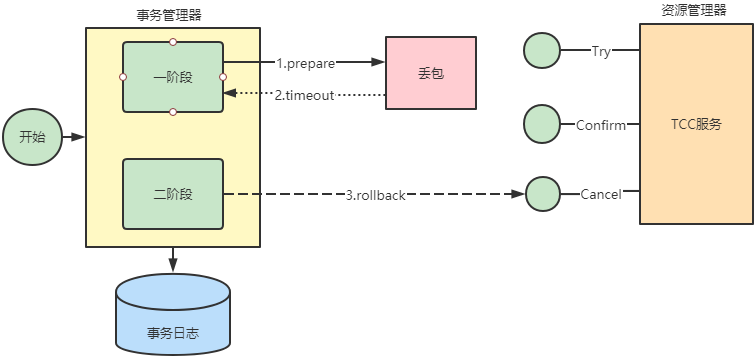 事务管理器
资源管理器
开始
一阶段
1.prepare
丢包
2.timeout
Try
Confirm
TCC服务
二阶段
3.rollback
Cancel
事务日志